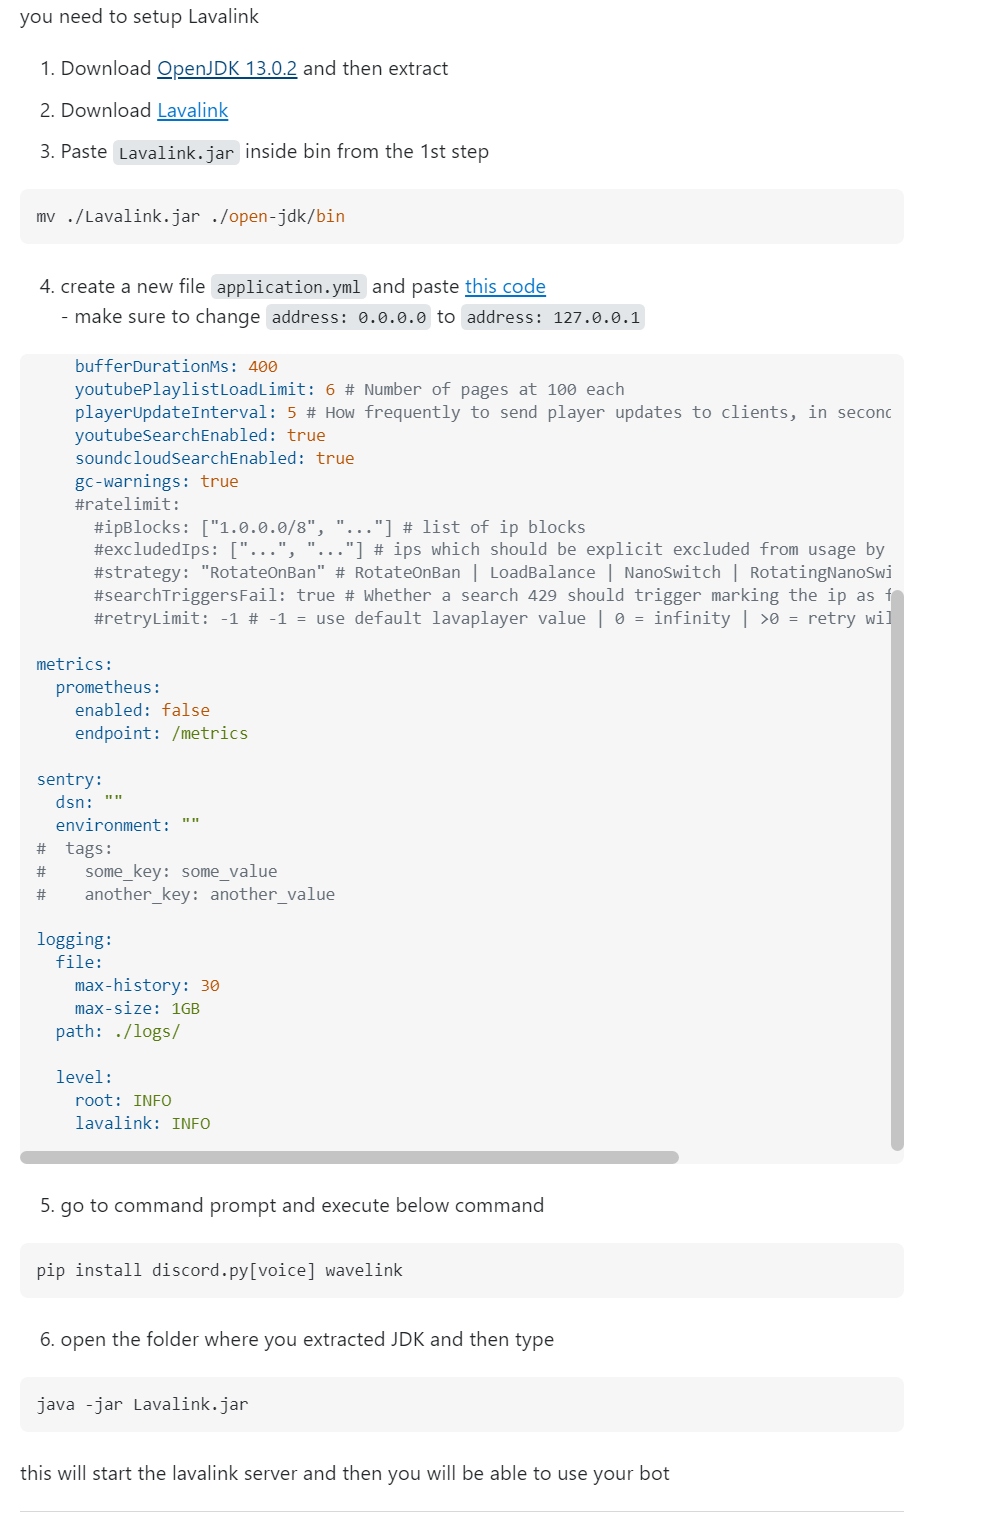 you need to setup Lavalink
1. Download OpenJDK 13.0.2 and then extract
2. Download Lavalink
3. Paste Lavalink.jar inside bin from the 1st step
mv ./Lavalink.jar ./open-jdk/bin
4. create a new file application.yml and paste this code
- make sure to change address: 0.0.0.0 to address: 127.0.0.1
bufferDurationMs: 400
youtubePlaylistLoadLimit: 6 # Number of pages at 100 each
playerUpdateInterval: 5 # How frequently to send player updates to clients, in second
youtubeSearchEnabled: true
soundcloudSearchEnabled: true
gc-warnings: true
#ratelimit:
#ipBlocks: ["1.0.0.0/8", "..."] # list of ip blocks
#excludedIps: ["...", "..."] # ips which should be explicit excluded from usage by
#strategy: "RotateOnBan" # RotateOnBan | LoadBalance | NanoSwitch | RotatingNanoSwi
#searchTriggersFail: true # Whether a search 429 should trigger marking the ip as f
#retryLimit: -1 # -1 = use default lavaplayer value | 0 = infinity | >0 = retry wil
metrics:
prometheus:
enabled: false
endpoint: /metrics
sentry:
dsn: ""
environment: ""
# tags:
# some_key: some_value
# another_key: another_value
logging:
file:
max-history: 30
max-size: 1GB
path: ./logs/
level:
root: INFO
lavalink: INFO
5. go to command prompt and execute below command
pip install discord.py[voice] wavelink
6. open the folder where you extracted JDK and then type
java -jar Lavalink.jar
this will start the lavalink server and then you will be able to use your bot